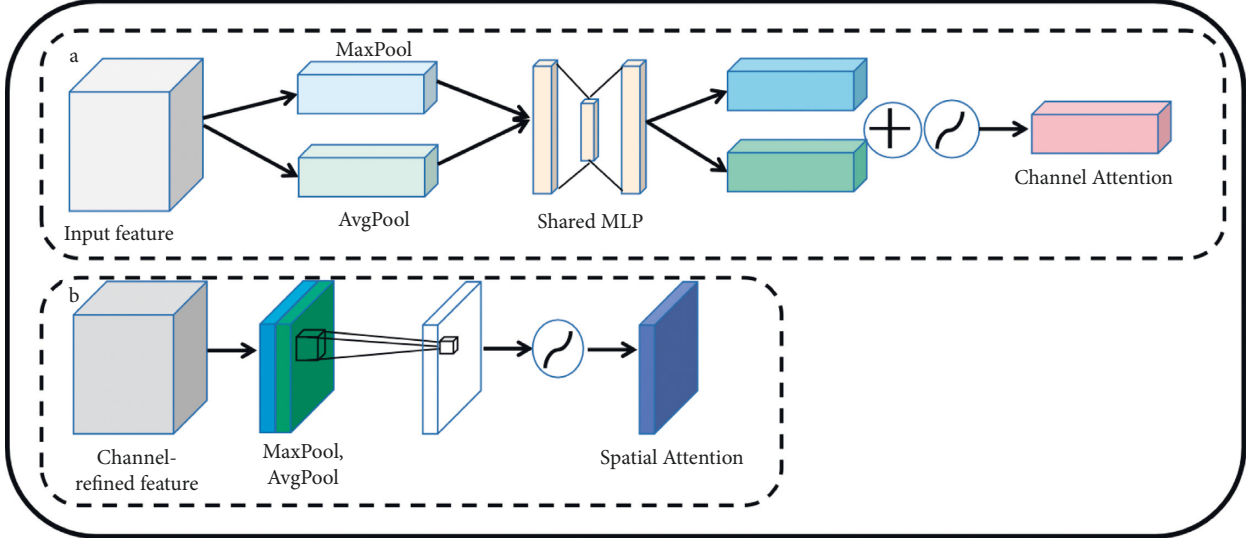 a
MaxPool
AvgPool
Input feature
Shared MLP
Channel Attention
b
Channel-
refined feature
MaxPool,
AvgPool
Spatial Attention